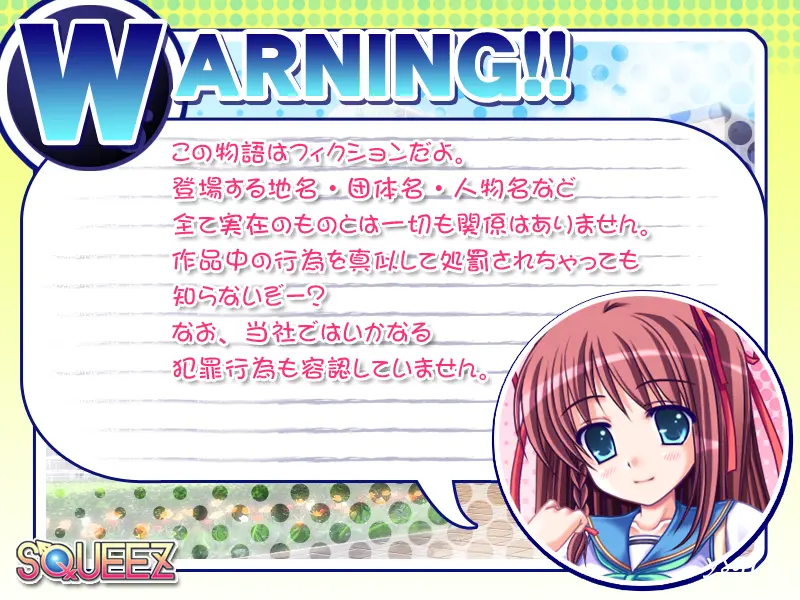 WARNING!!
この物語はフィクションだよ。
登場する地名・団体名・人物名など
全て実在のものとは一切も関係はありません。
作品中の行為を真似して処罰されちゃっても
知らないぞー?
なお、当社ではいかなる
犯罪行為も容認していません。
SQUEEZ